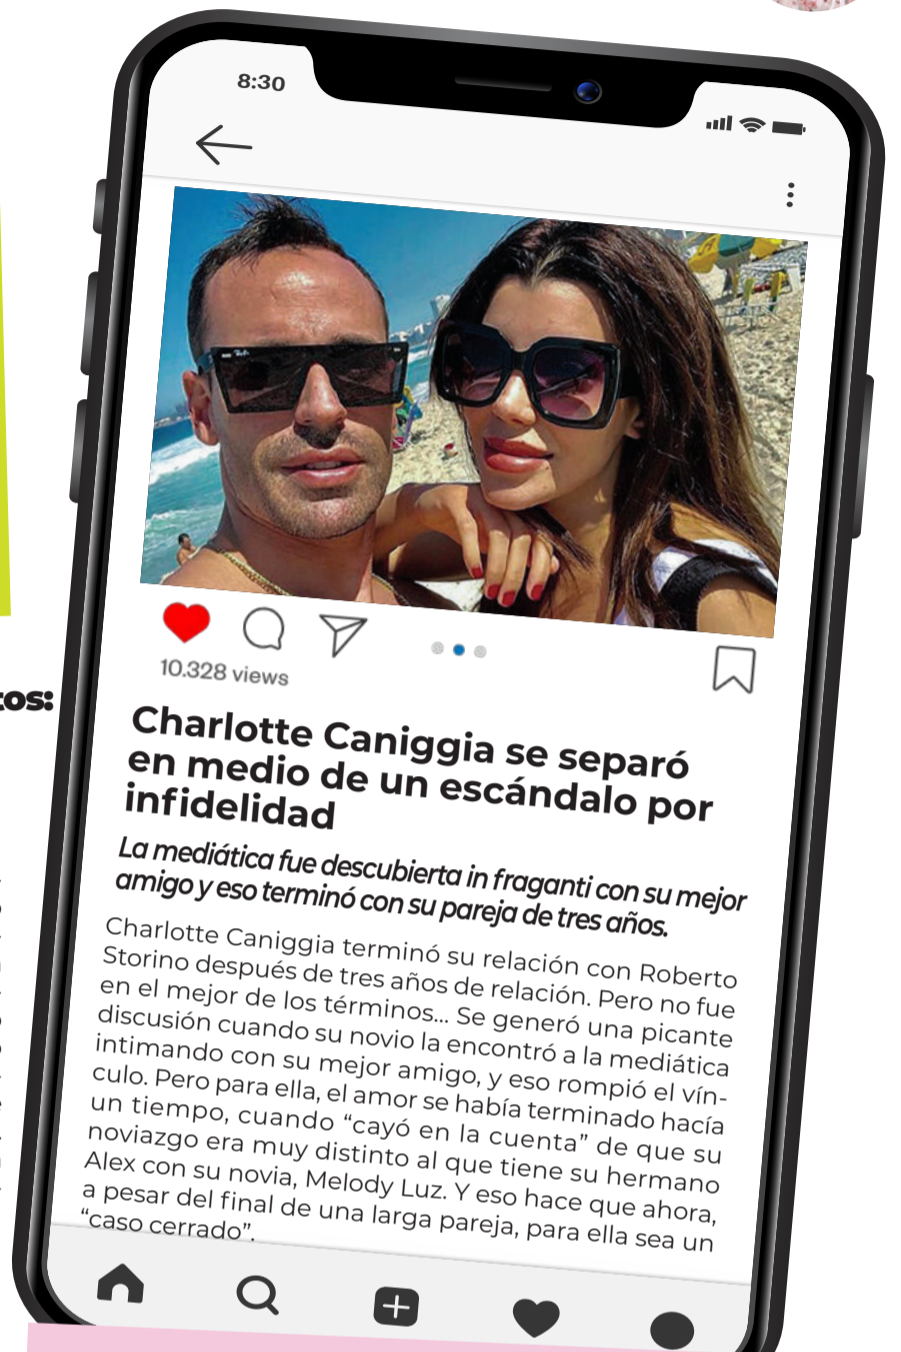 8:30
Ray-Ban
10.328 views
Charlotte Caniggia se separó
en medio de un escándalo por
infidelidad
La mediática fue descubierta in fraganti con su mejor
amigo y eso terminó con su pareja de tres años.
Charlotte Caniggia terminó su relación con Roberto
Storino después de tres años de relación. Pero no fue
en el mejor de los términos... Se generó una picante
discusión cuando su novio la encontró a la mediática
intimando con su mejor amigo, y eso rompió el vín-
culo. Pero para ella, el amor se había terminado hacía
un tiempo, cuando “cayó en la cuenta” de que su
noviazgo era muy distinto al que tiene su hermano
Alex con su novia, Melody Luz. Y eso hace que ahora,
a pesar del final de una larga pareja, para ella sea un
“caso cerrado”.
tos: